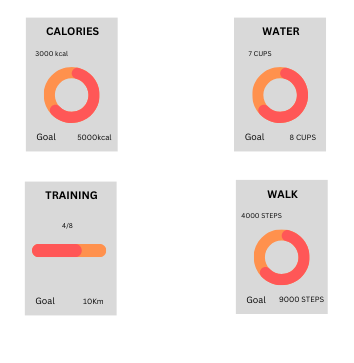 CALORIES
3000 kcal
Goal 5000kcal
WATER
7 CUPS
Goal 8 CUPS
TRAINING
4/8
Goal 10Km
WALK
4000 STEPS
Goal 9000 STEPS